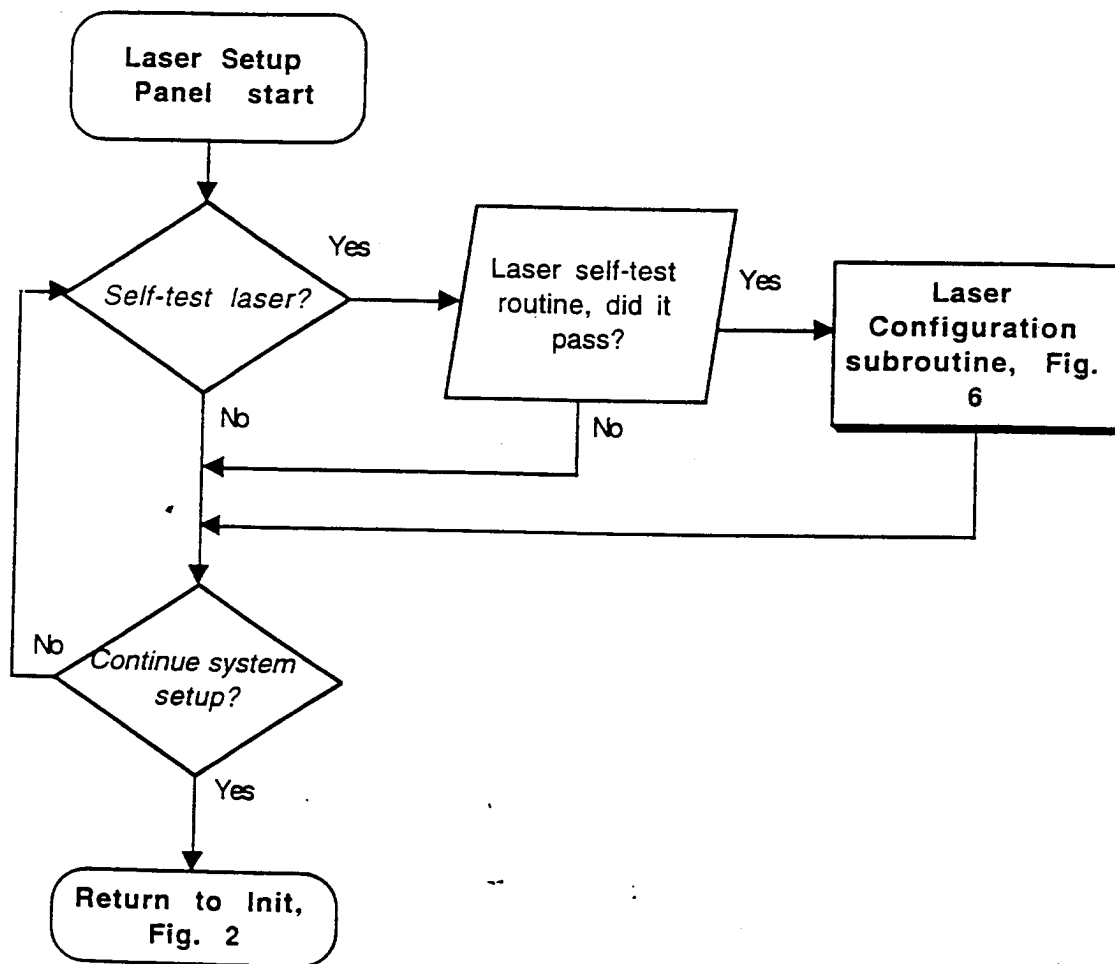 Laser Setup
Panel start
Yes
Self-test laser?
Laser self-test
routine, did it
pass?
Yes
Laser
Configuration
subroutine, Fig.
6
No
No
No
Continue system
setup?
Yes
Return to Init,
Fig. 2